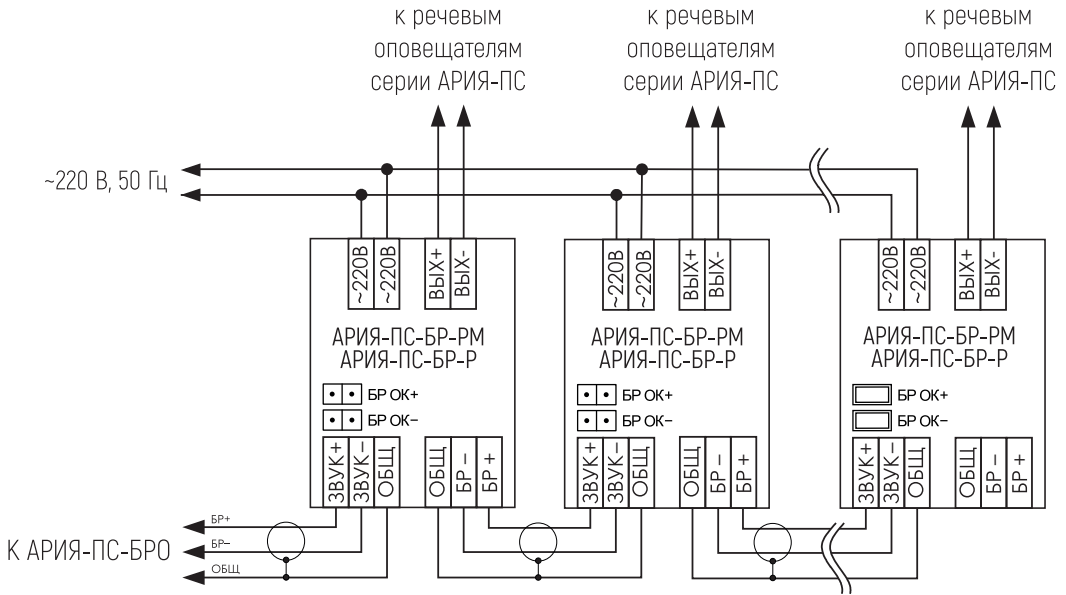 к речевым
оповещателям
серии АРИЯ-ПС
к речевым
оповещателям
серии АРИЯ-ПС
к речевым
оповещателям
серии АРИЯ-ПС
~220 В, 50 Гц
~220В
~220В
ВЫХ+
ВЫХ-
АРИЯ-ПС-БР-РМ
АРИЯ-ПС-БР-Р
БР ОК+
БР ОК-
ЗВУК+
ЗВУК-
ОБЩ
ОБЩ
БР -
БР +
~220В
~220В
ВЫХ+
ВЫХ-
АРИЯ-ПС-БР-РМ
АРИЯ-ПС-БР-Р
БР ОК+
БР ОК-
ЗВУК+
ЗВУК-
ОБЩ
ОБЩ
БР -
БР +
~220В
~220В
ВЫХ+
ВЫХ-
АРИЯ-ПС-БР-РМ
АРИЯ-ПС-БР-Р
БР ОК+
БР ОК-
ЗВУК+
ЗВУК-
ОБЩ
ОБЩ
БР -
БР +
К АРИЯ-ПС-БРО
БР+
БР-
ОБЩ